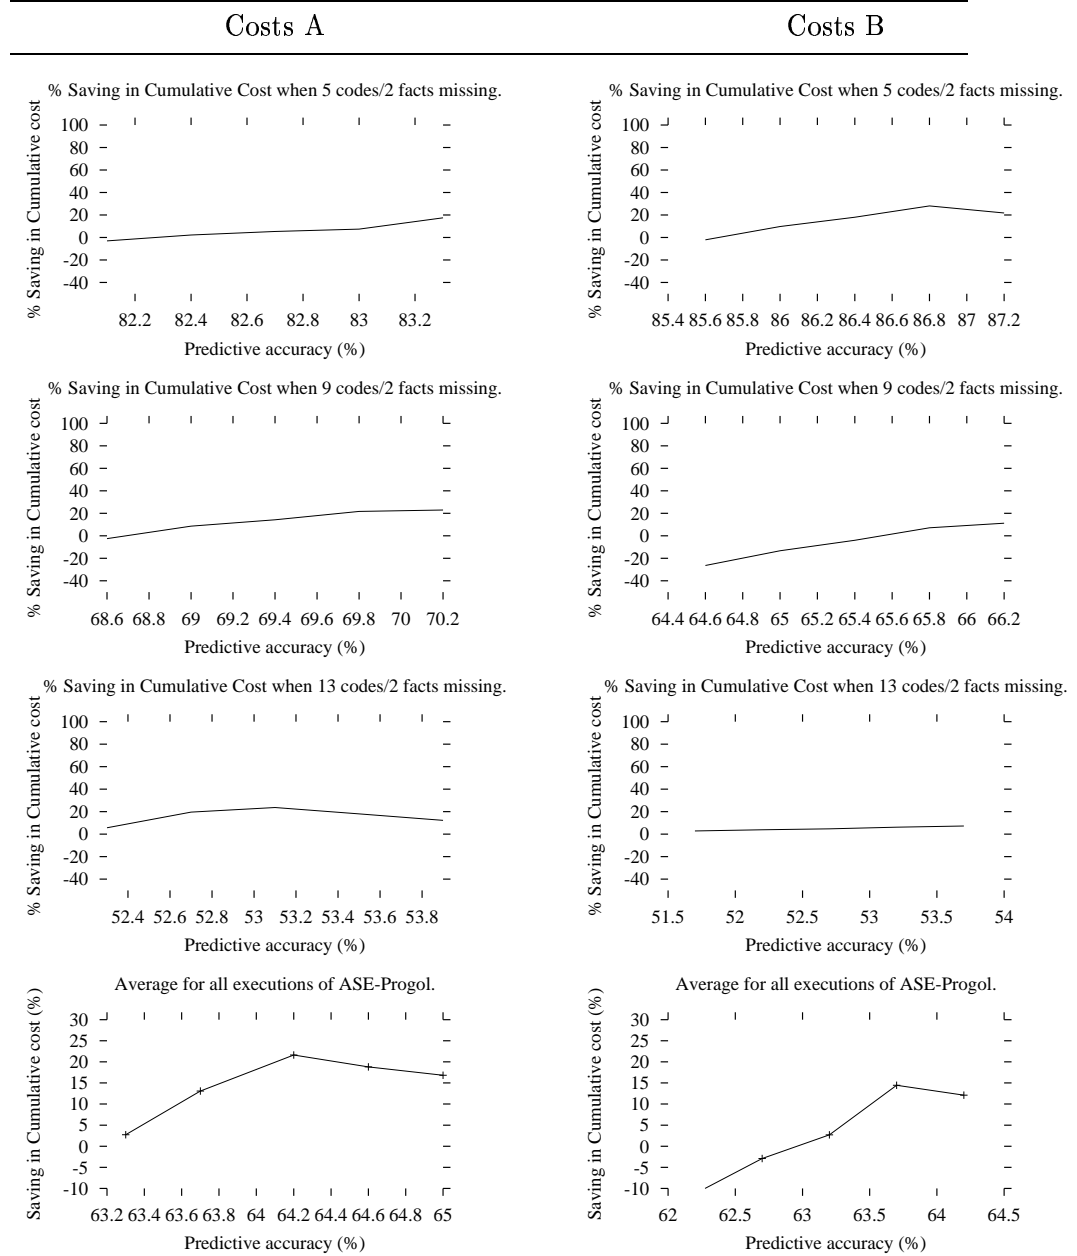 Costs A Costs B
% Saving in Cumulative Cost when 5 codes/2 facts missing.
% Saving in Cumulative cost
100
80
60
40
20
0
-20
-40
82.2 82.4 82.6 82.8 83 83.2
Predictive accuracy (%)
% Saving in Cumulative Cost when 5 codes/2 facts missing.
% Saving in Cumulative cost
100
80
60
40
20
0
-20
-40
85.4 85.6 85.8 86 86.2 86.4 86.6 86.8 87 87.2
Predictive accuracy (%)
% Saving in Cumulative Cost when 9 codes/2 facts missing.
% Saving in Cumulative cost
100
80
60
40
20
0
-20
-40
68.6 68.8 69 69.2 69.4 69.6 69.8 70 70.2
Predictive accuracy (%)
% Saving in Cumulative Cost when 9 codes/2 facts missing.
% Saving in Cumulative cost
100
80
60
40
20
0
-20
-40
64.4 64.6 64.8 65 65.2 65.4 65.6 65.8 66 66.2
Predictive accuracy (%)
% Saving in Cumulative Cost when 13 codes/2 facts missing.
% Saving in Cumulative cost
100
80
60
40
20
0
-20
-40
52.4 52.6 52.8 53 53.2 53.4 53.6 53.8
Predictive accuracy (%)
% Saving in Cumulative Cost when 13 codes/2 facts missing.
% Saving in Cumulative cost
100
80
60
40
20
0
-20
-40
51.5 52 52.5 53 53.5 54
Predictive accuracy (%)
Average for all executions of ASE-Progol.
Saving in Cumulative cost (%)
30
25
20
15
10
5
0
-5
-10
63.2 63.4 63.6 63.8 64 64.2 64.4 64.6 64.8 65
Predictive accuracy (%)
Average for all executions of ASE-Progol.
Saving in Cumulative cost (%)
30
25
20
15
10
5
0
-5
-10
62 62.5 63 63.5 64 64.5
Predictive accuracy (%)